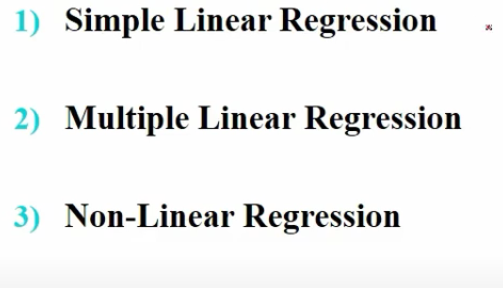 1) Simple Linear Regression
2) Multiple Linear Regression
3) Non-Linear Regression